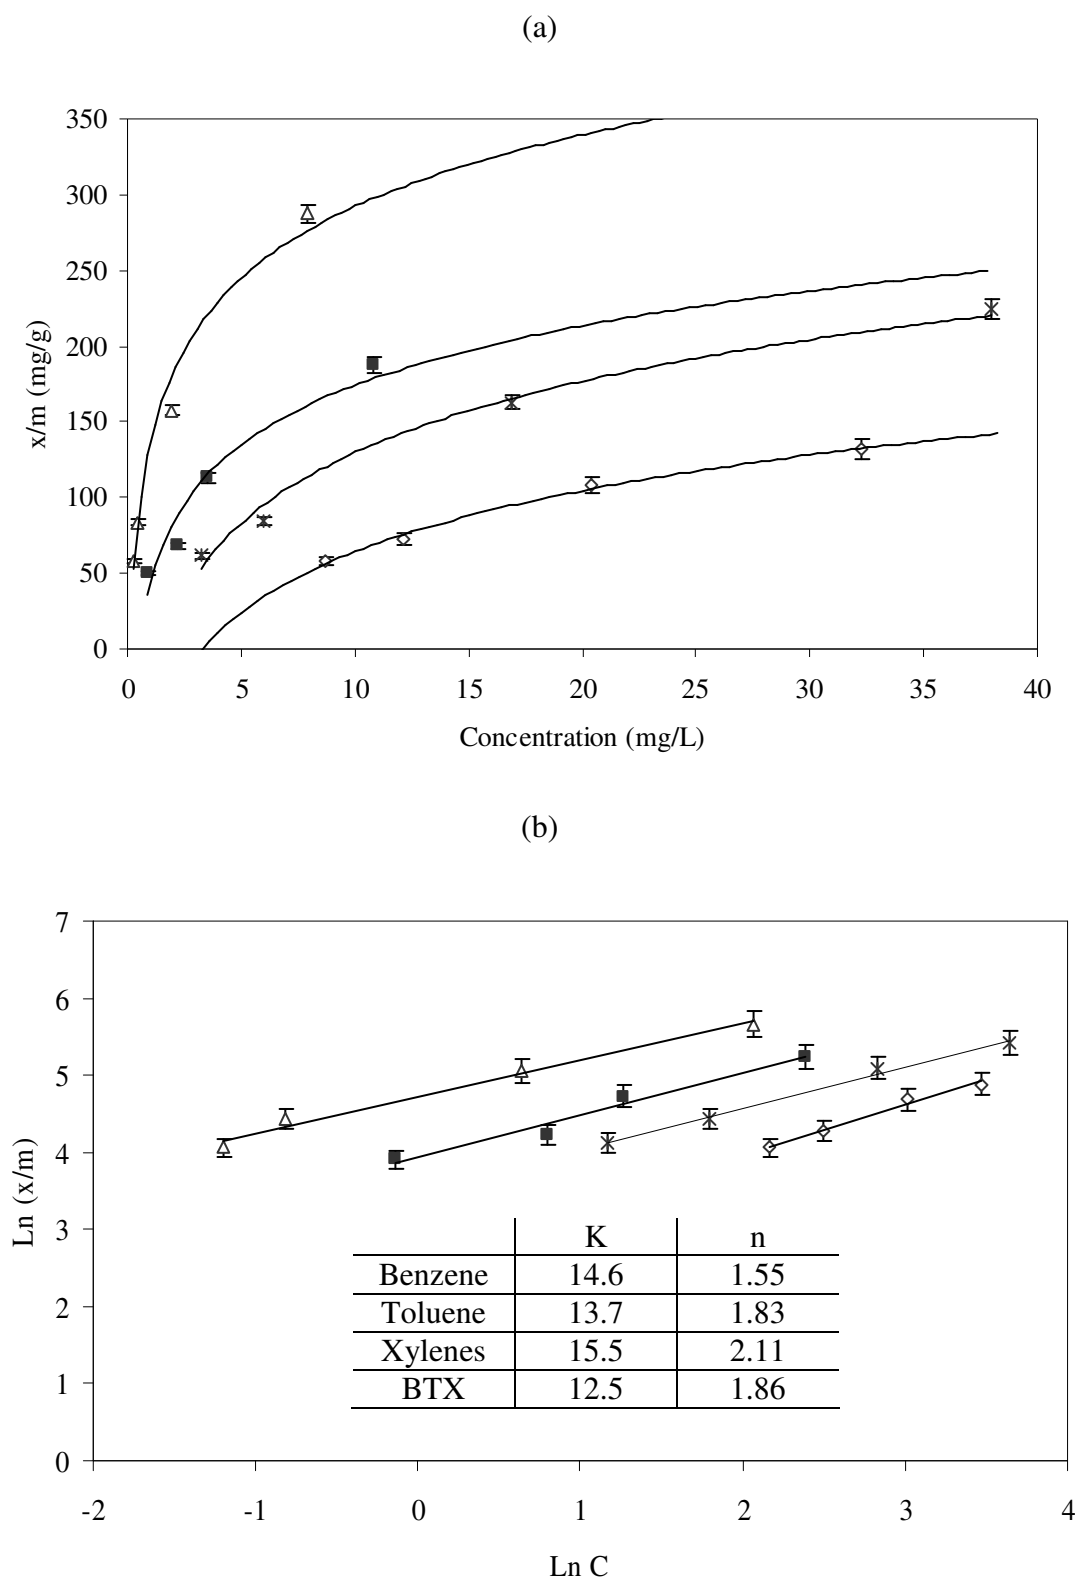 (a)
350
300
250
200
150
100
50
0
x/m (mg/g)
0 5 10 15 20 25 30 35 40
Concentration (mg/L)
(b)
7
6
5
4
3
2
1
0
Ln (x/m)
K n
Benzene 14.6 1.55
Toluene 13.7 1.83
Xylenes 15.5 2.11
BTX 12.5 1.86
-2 -1 0 1 2 3 4
Ln C